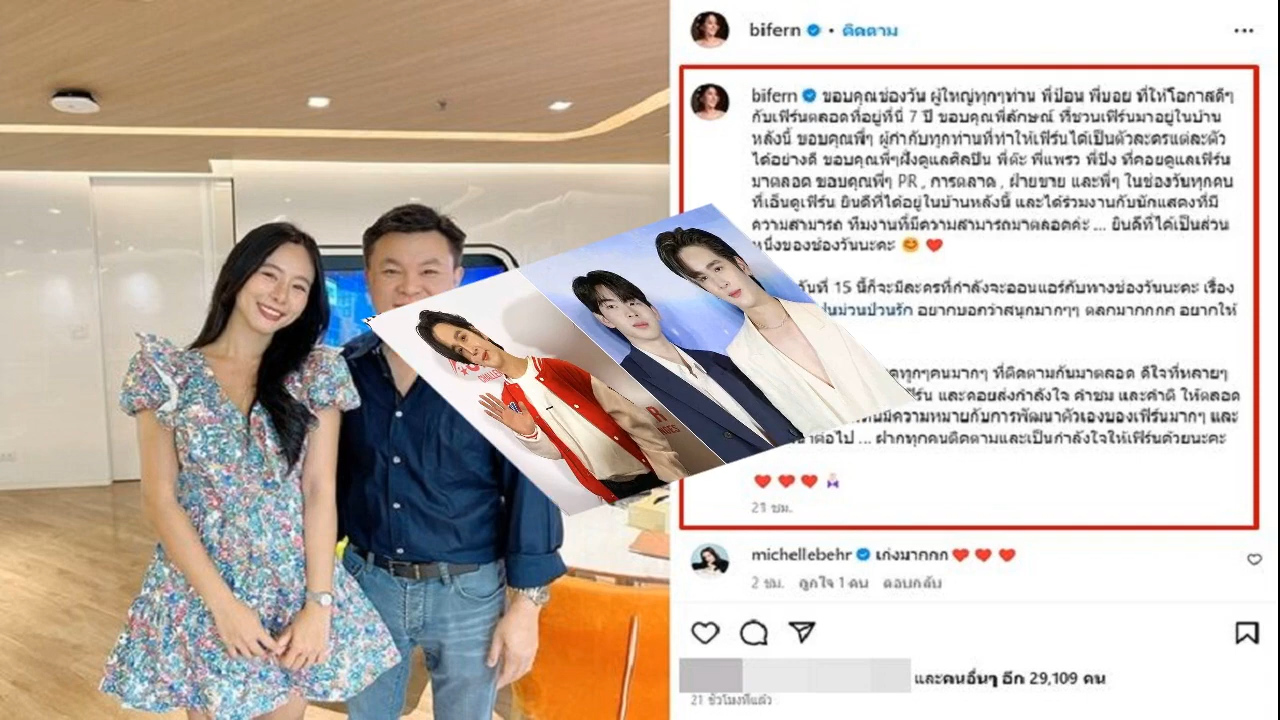 bifern • ติดตาม
bifern ขอบคุณช่องวัน ผู้ใหญ่ทุกๆท่าน พี่ป้อน พี่บอย ที่ให้โอกาสดีๆ
กับเฟิร์นตลอดที่อยู่ที่นี่ 7 ปี ขอบคุณพี่ลักษณ์ ที่ชวนเฟิร์นมาอยู่ในบ้าน
หลังนี้ ขอบคุณพี่ๆ ผู้กำกับทุกท่านที่ทำให้เฟิร์นได้เป็นตัวละครแต่ละตัว
ได้อย่างดี ขอบคุณพี่ๆฝั่งดูแลศิลปิน พี่ต๊ะ พี่แพรว พี่ปิง ที่คอยดูแลเฟิร์น
มาตลอด ขอบคุณพี่ๆ PR , การตลาด , ฝ่ายขาย และพี่ๆ ในช่องวันทุกคน
ที่เอ็นดูเฟิร์น ยินดีที่ได้อยู่ในบ้านหลังนี้ และได้ร่วมงานกับนักแสดงที่มี
ความสามารถ ทีมงานที่มีความสามารถมาตลอดค่ะ ... ยินดีที่ได้เป็นส่วน
หนึ่งของช่องวันนะคะ 😊 ❤️
วันที่ 15 นี้ก็จะมีละครที่กำลังจะออนแอร์กับทางช่องวันนะคะ เรื่อง
ป่วนรัก อยากบอกว่าสนุกมากๆๆ ตลกมากกกก อยากให้
ทุกๆคนมากๆ ที่ติดตามกันมาตลอด ดีใจที่หลายๆ
และคอยส่งกำลังใจ คำชม และคำติ ให้ตลอด
มีความหมายกับการพัฒนาตัวเองของเฟิร์นมากๆ และ
ต่อไป ... ฝากทุกคนติดตามและเป็นกำลังใจให้เฟิร์นด้วยนะคะ
❤️ ❤️ ❤️
21 ชม.
michellebehr เก่งมากกก❤️ ❤️ ❤️
2 ชม. ถูกใจ 1 คน ตอบกลับ
และคนอื่นๆ อีก 29,109 คน
21 ชั่วโมงที่แล้ว